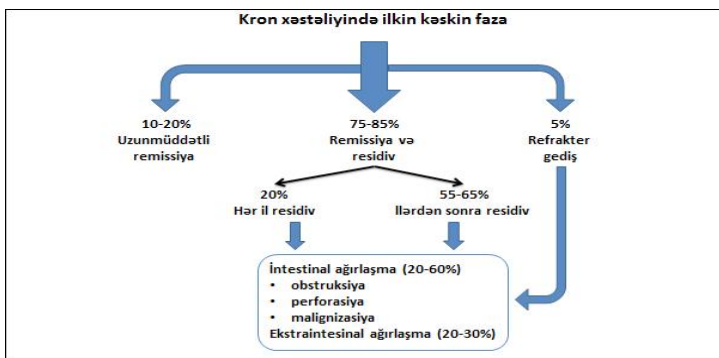 Kron xəstəliyində ilkin kəskin faza
10-20%
Uzunmüddətli
remissiya
75-85%
Remissiya və
residiv
5%
Refrakter
gediş
20%
Hər il residiv
55-65%
İlərdən sonra residiv
İntestinal ağırlaşma (20-60%)
• obstruksiya
• perforasiya
• malignizasiya
Ekstraintesinal ağırlaşma (20-30%)